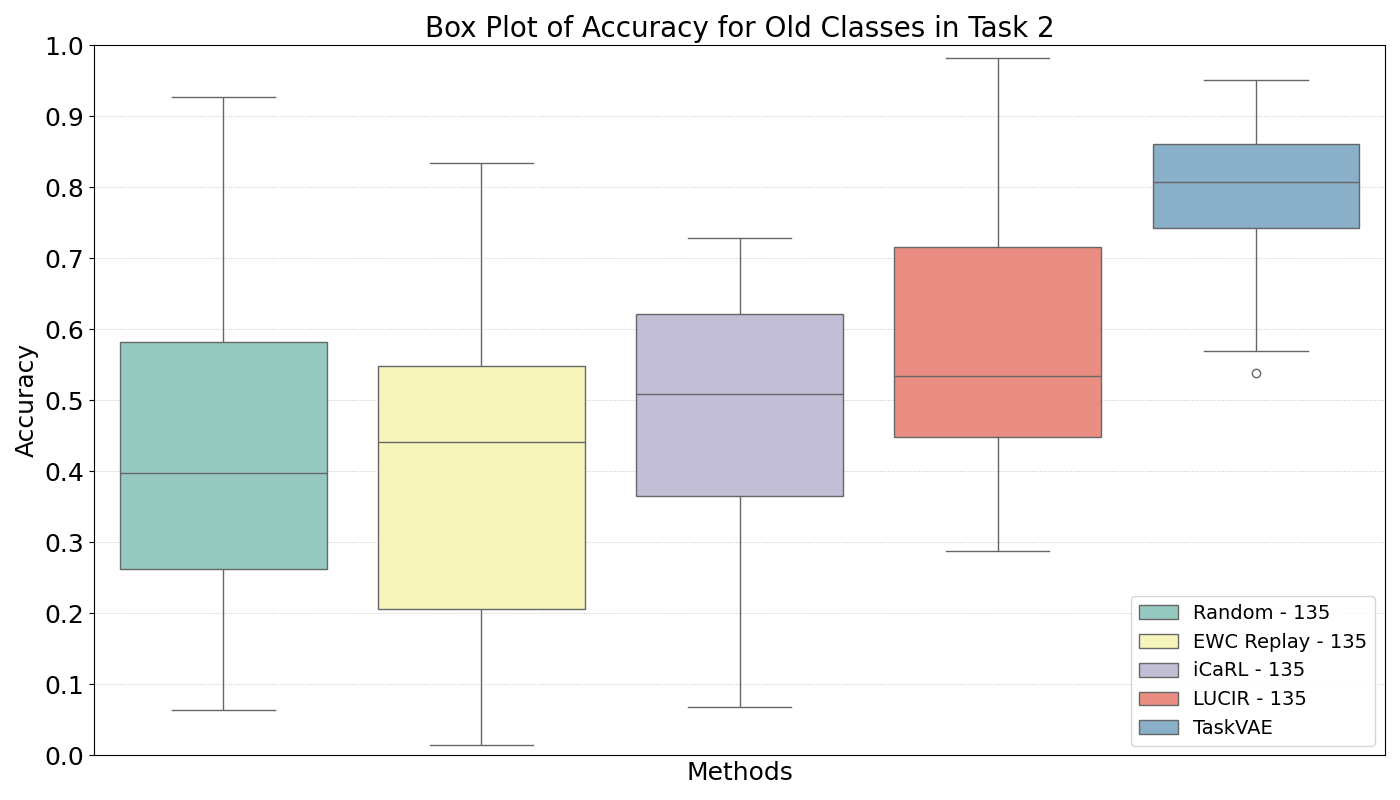 Box Plot of Accuracy for Old Classes in Task 2
1.0
0.9
0.8
0.7
0.6
0.5
0.4
0.3
0.2
0.1
0.0
Accuracy
Methods
Random - 135
EWC Replay - 135
iCaRL - 135
LUCIR - 135
TaskVAE